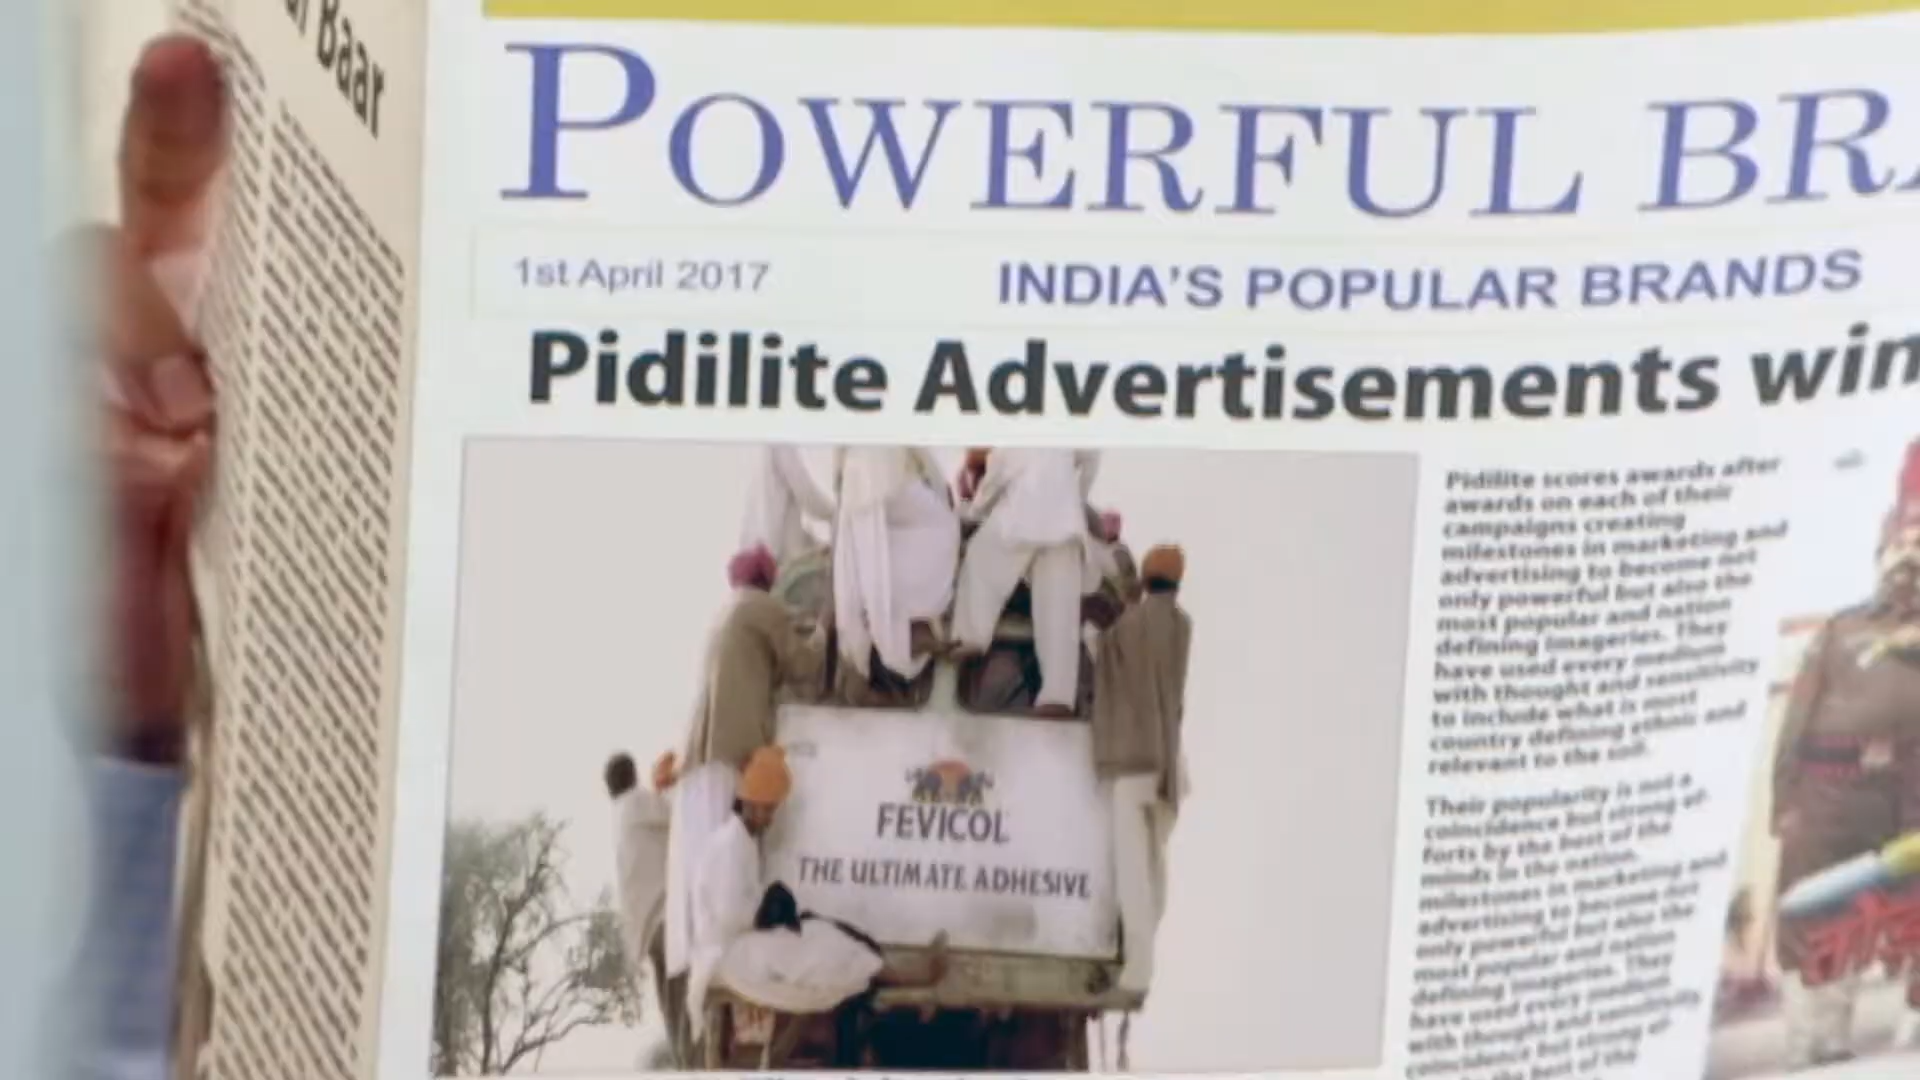 Baar
POWERFUL
1st April 2017
INDIA'S POPULAR BRANDS
Pidilite Advertisements win
FEVICOL
THE ULTIMATE ADHESIVE
Pidilite scores awards after
awards on each of their
campaigns creating
milestones in marketing and
advertising to become not
only powerful but also the
most popular and nation
defining imageries. They
have used every medium
with thought and sensitivity
to include what is most
country defining ethnic and
relevant to the soil.
Their popularity is not a
coincidence but strong ef-
forts by the best of the
minds in the nation.
milestones in marketing and
advertising to become not
only powerful but also the
most popular and nation
defining imageries. They
have used every medium
with thought and sensitivity
coincidence but strong ef-
by the best of the